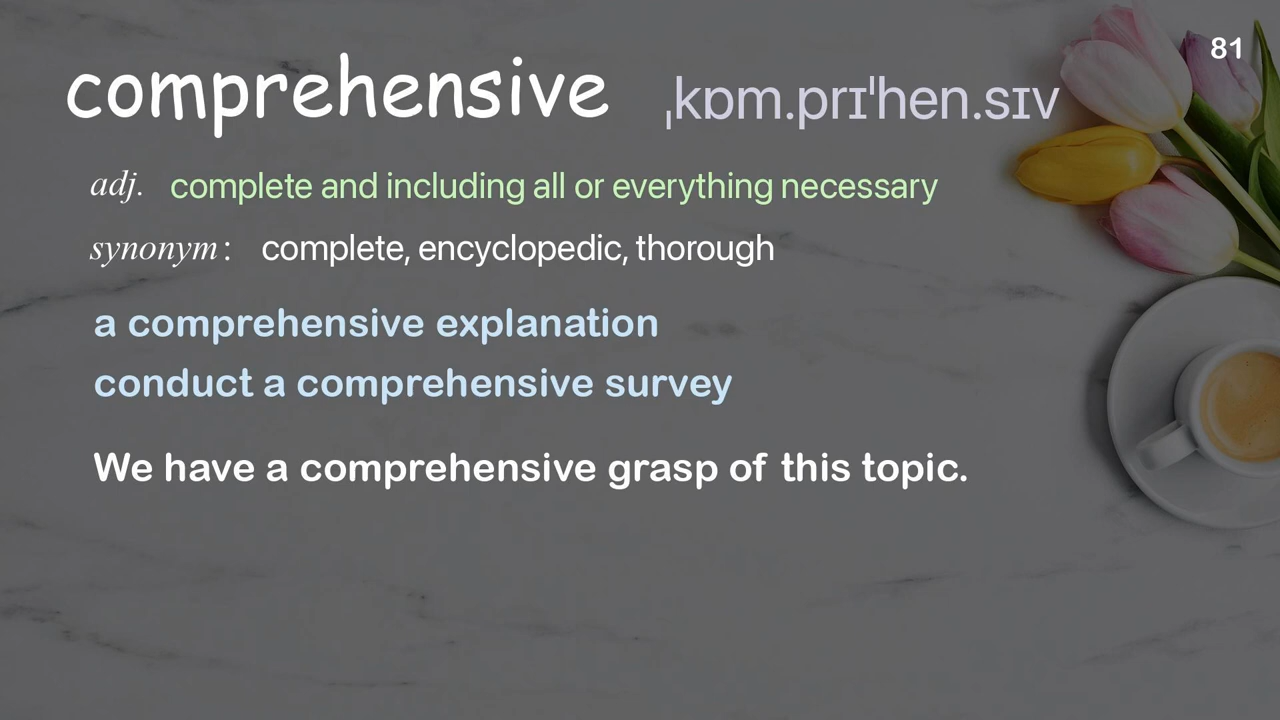 81
comprehensive ˌkɒm.prɪˈhen.sɪv
adj. complete and including all or everything necessary
synonym: complete, encyclopedic, thorough
a comprehensive explanation
conduct a comprehensive survey
We have a comprehensive grasp of this topic.